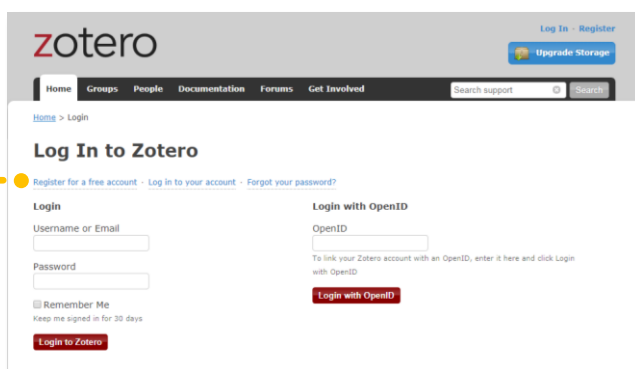 zotero
Log In · Register
Upgrade Storage
Home Groups People Documentation Forums Get Involved
Search support
Search
Home > Login
Log In to Zotero
Register for a free account · Log in to your account · Forgot your password?
Login
Username or Email
Password
Remember Me
Keep me signed in for 30 days
Login to Zotero
Login with OpenID
OpenID
To link your Zotero account with an OpenID, enter it here and click Login
with OpenID
Login with OpenID